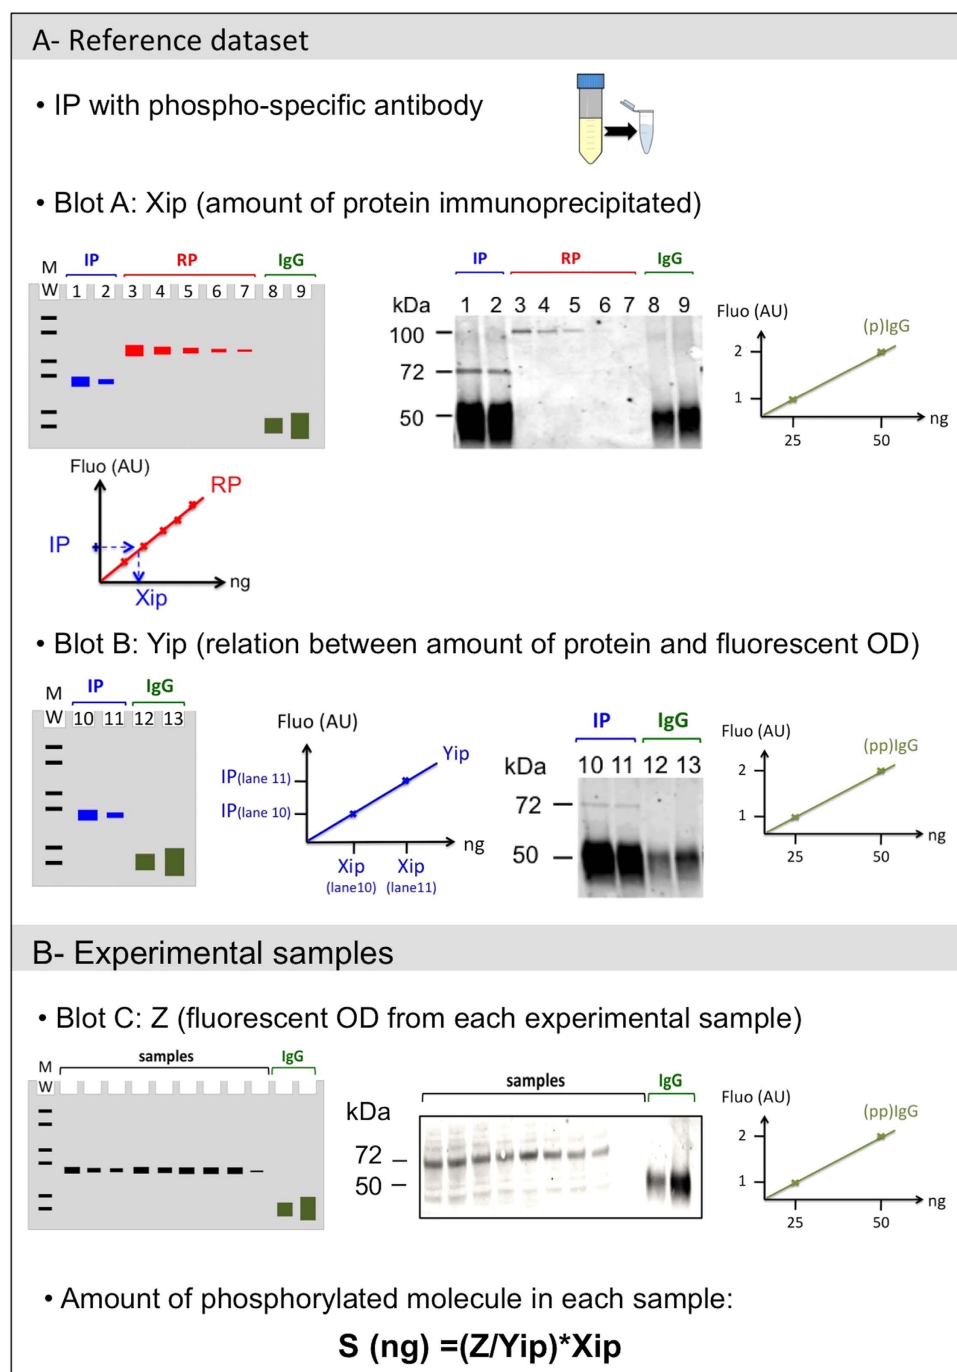 A- Reference dataset
• IP with phospho-specific antibody
• Blot A: Xip (amount of protein immunoprecipitated)
IP RP IgG
M
W 1 2 3 4 5 6 7 8 9
IP RP IgG
kDa 1 2 3 4 5 6 7 8 9
100
72
50
Fluo (AU)
(p)IgG
2
1
ng
25 50
Fluo (AU)
RP
IP
ng
Xip
• Blot B: Yip (relation between amount of protein and fluorescent OD)
IP IgG
M
W 10 11 12 13
Fluo (AU)
Yip
IP(lane 11)
IP(lane 10)
ng
Xip Xip
(lane10) (lane11)
IP IgG
kDa 10 11 12 13
72
50
Fluo (AU)
(pp)IgG
2
1
ng
25 50
B- Experimental samples
• Blot C: Z (fluorescent OD from each experimental sample)
samples IgG
M
W
samples IgG
kDa
72
50
Fluo (AU)
(pp)IgG
2
1
ng
25 50
• Amount of phosphorylated molecule in each sample:
S (ng) =(Z/Yip)*Xip